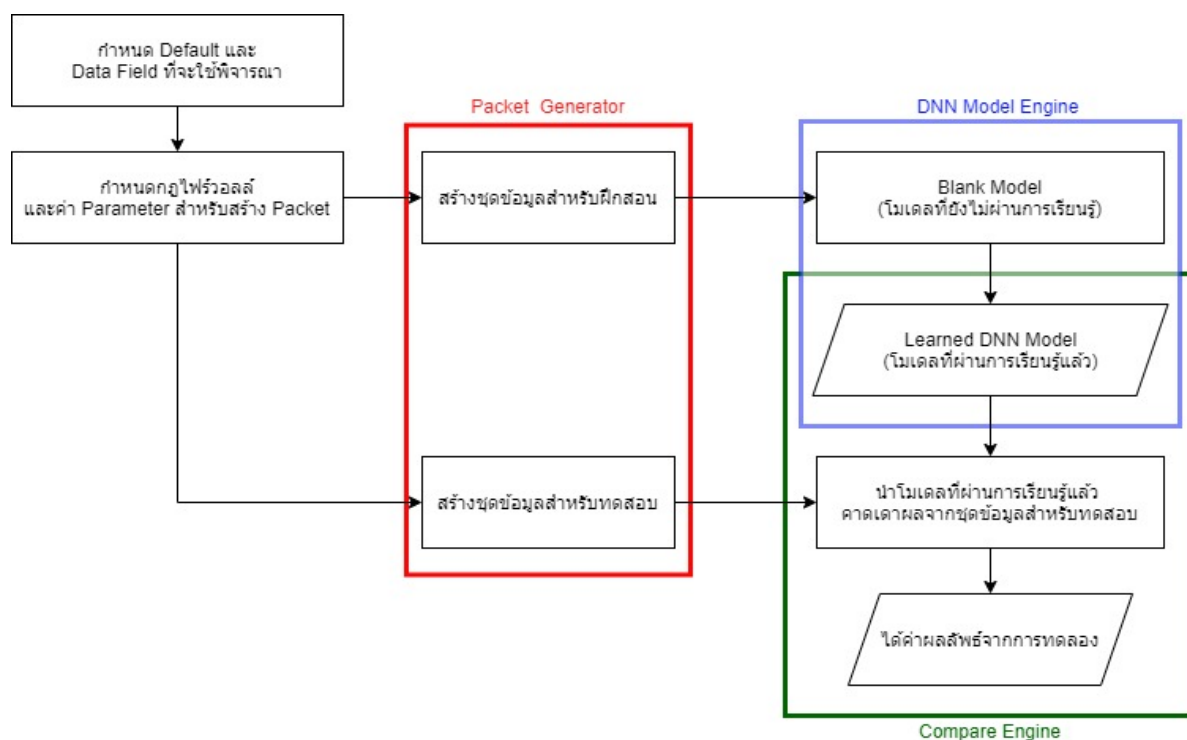 กำหนด Default และ
Data Field ที่จะใช้พิจารณา
Packet Generator
DNN Model Engine
กำหนดกฎไฟร์วอลล์
และค่า Parameter สำหรับสร้าง Packet
สร้างชุดข้อมูลสำหรับฝึกสอน
Blank Model
(โมเดลที่ยังไม่ผ่านการเรียนรู้)
Learned DNN Model
(โมเดลที่ผ่านการเรียนรู้แล้ว)
สร้างชุดข้อมูลสำหรับทดสอบ
นำโมเดลที่ผ่านการเรียนรู้แล้ว
คาดเดาผลจากชุดข้อมูลสำหรับทดสอบ
ได้ค่าผลลัพธ์จากการทดลอง
Compare Engine